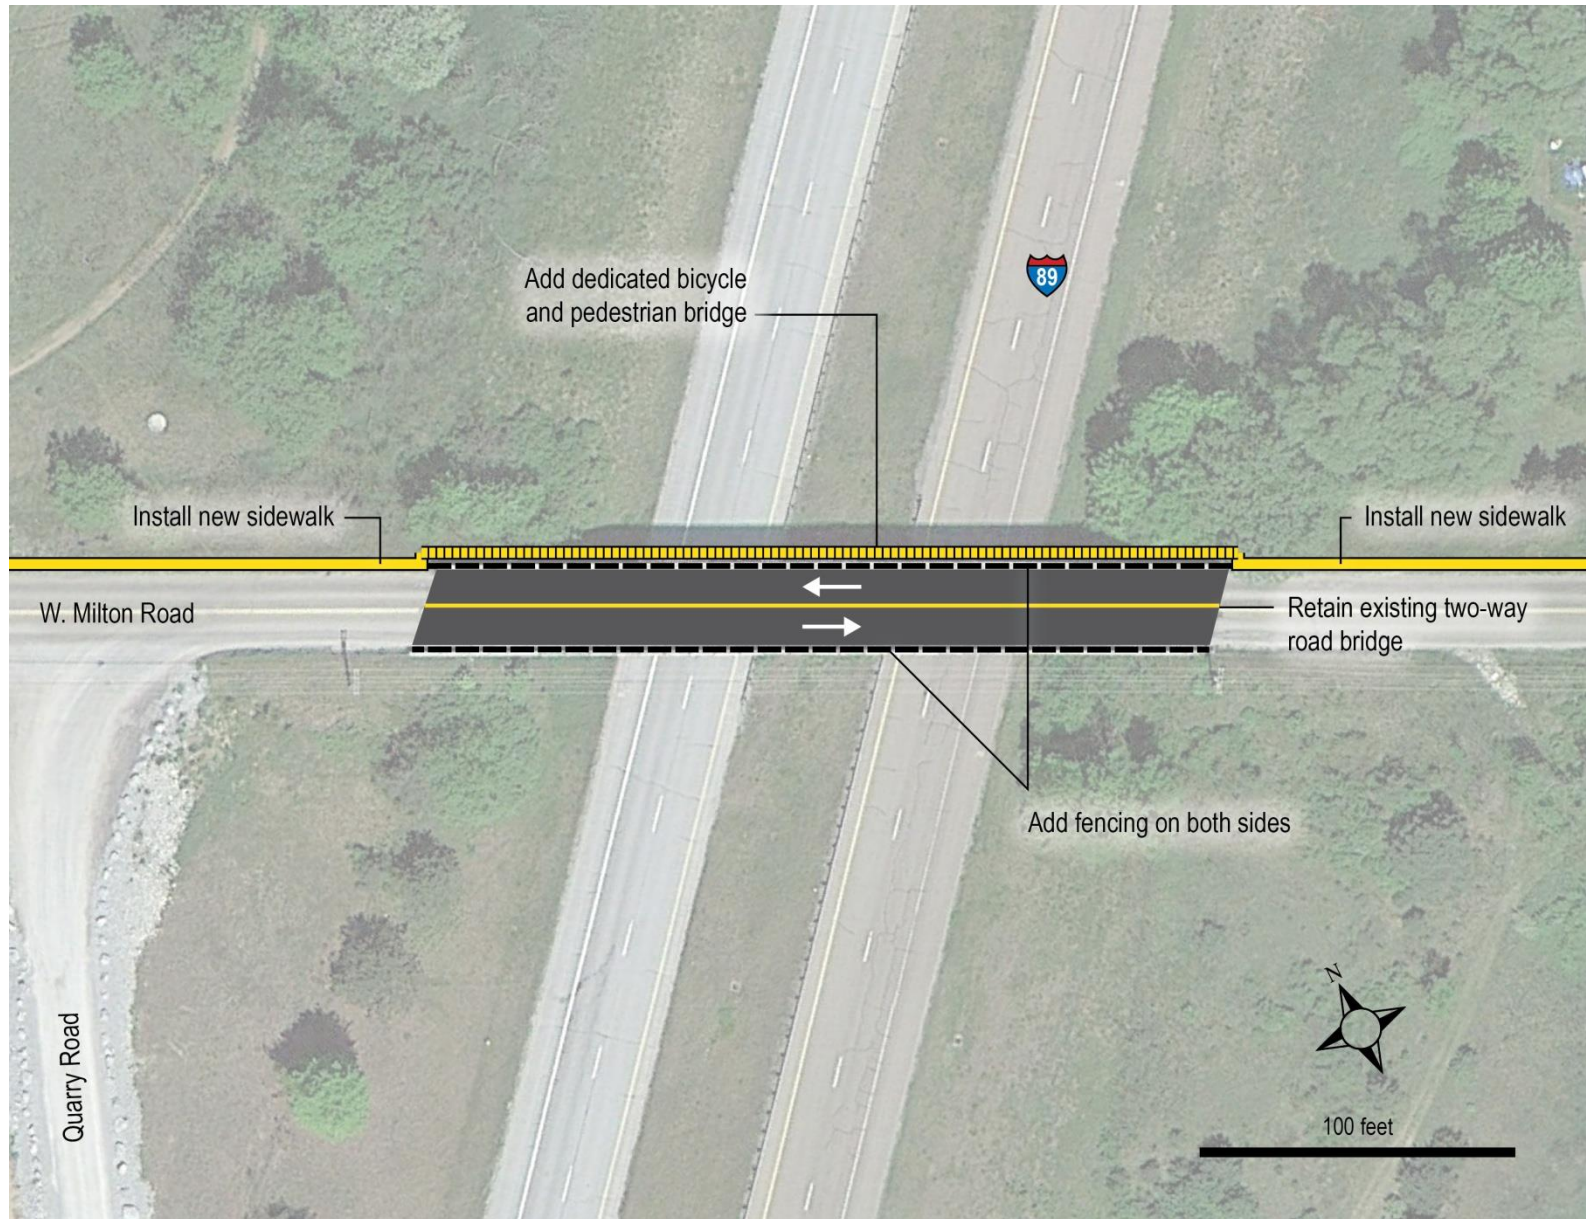 Add dedicated bicycle
and pedestrian bridge
89
Install new sidewalk
Install new sidewalk
W. Milton Road
Retain existing two-way
road bridge
Add fencing on both sides
N
Quarry Road
100 feet